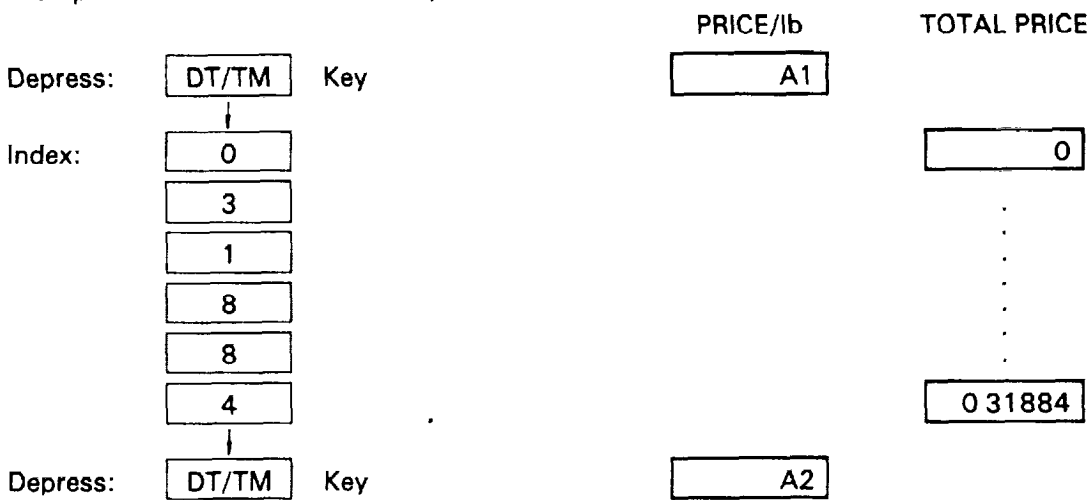 PRICE/lb TOTAL PRICE
Depress: DT/TM Key A1
Index: 0 0
3
1
8
8
4 0 31884
Depress: DT/TM Key A2